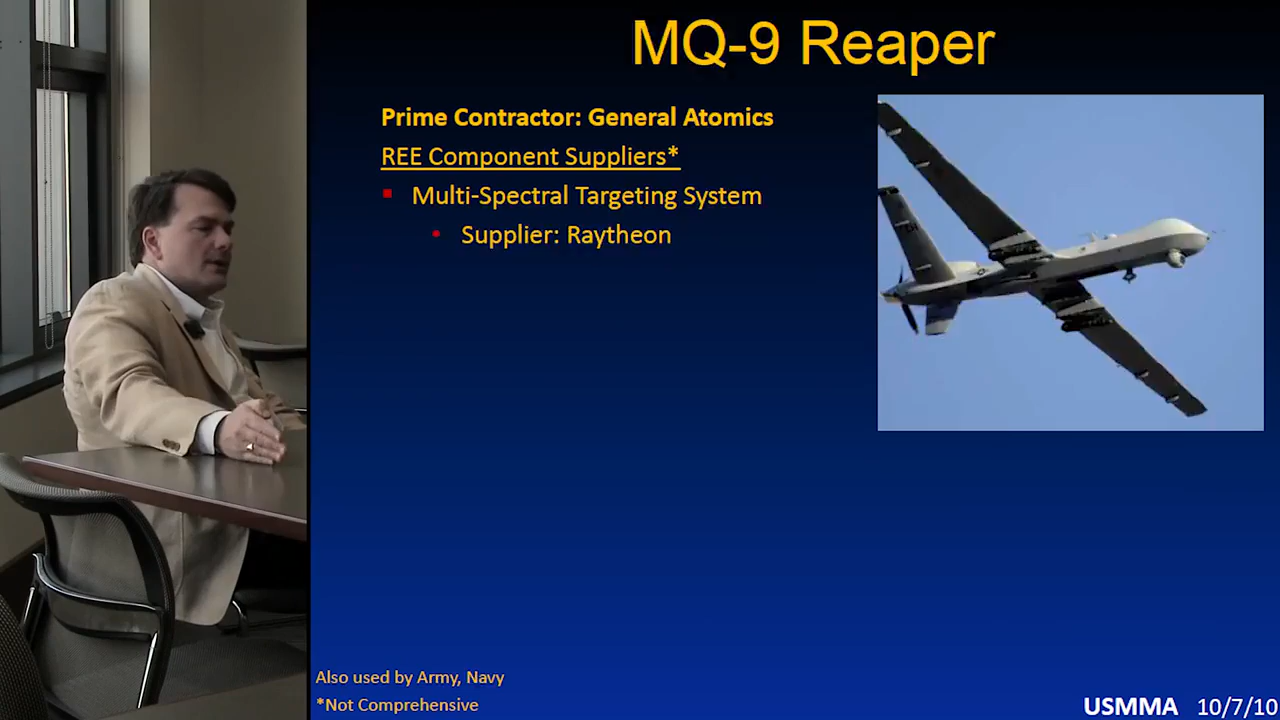 MQ-9 Reaper
Prime Contractor: General Atomics
REE Component Suppliers*
Multi-Spectral Targeting System
Supplier: Raytheon
Also used by Army, Navy
*Not Comprehensive
USMMA 10/7/10